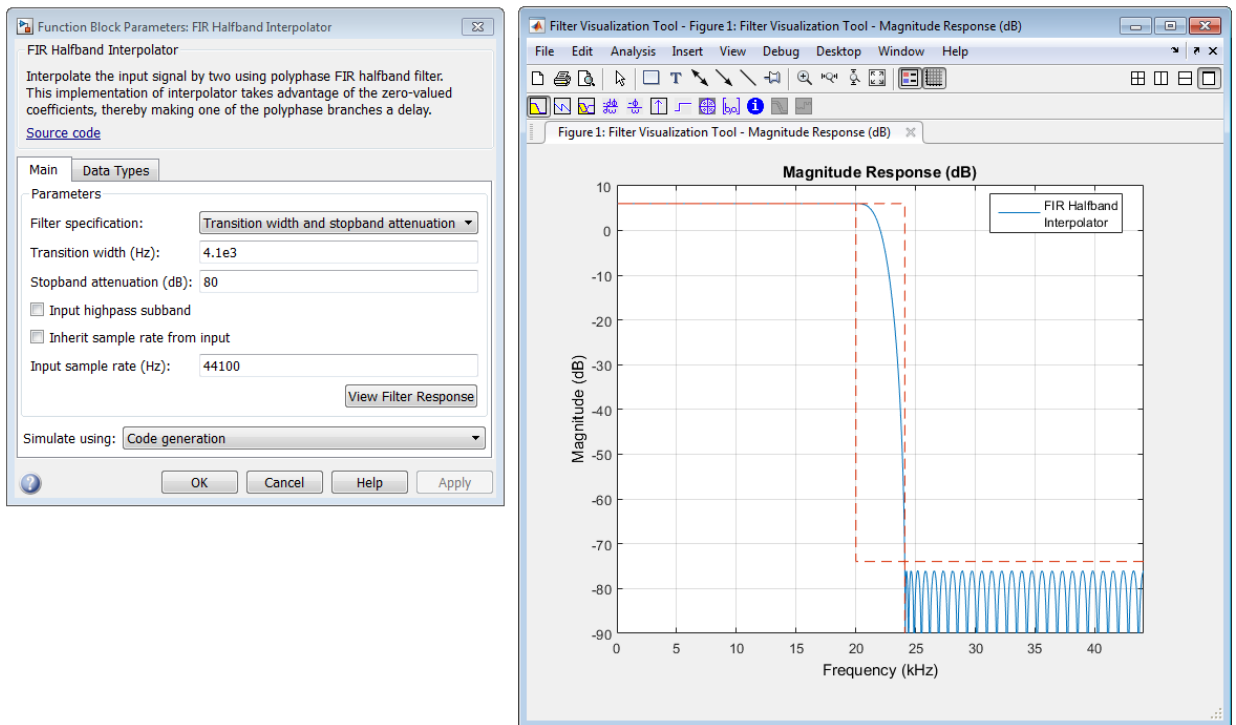 Function Block Parameters: FIR Halfband Interpolator
FIR Halfband Interpolator
Interpolate the input signal by two using polyphase FIR halfband filter.
This implementation of interpolator takes advantage of the zero-valued
coefficients, thereby making one of the polyphase branches a delay.
Source code
Main Data Types
Parameters
Filter specification: Transition width and stopband attenuation
Transition width (Hz): 4.1e3
Stopband attenuation (dB): 80
Input highpass subband
Inherit sample rate from input
Input sample rate (Hz): 44100
View Filter Response
Simulate using: Code generation
OK Cancel Help Apply
Filter Visualization Tool - Figure 1: Filter Visualization Tool - Magnitude Response (dB)
File Edit Analysis Insert View Debug Desktop Window Help
Figure 1: Filter Visualization Tool - Magnitude Response (dB)
Magnitude Response (dB)
FIR Halfband
Interpolator
Magnitude (dB)
10
0
-10
-20
-30
-40
-50
-60
-70
-80
-90
0 5 10 15 20 25 30 35 40
Frequency (kHz)